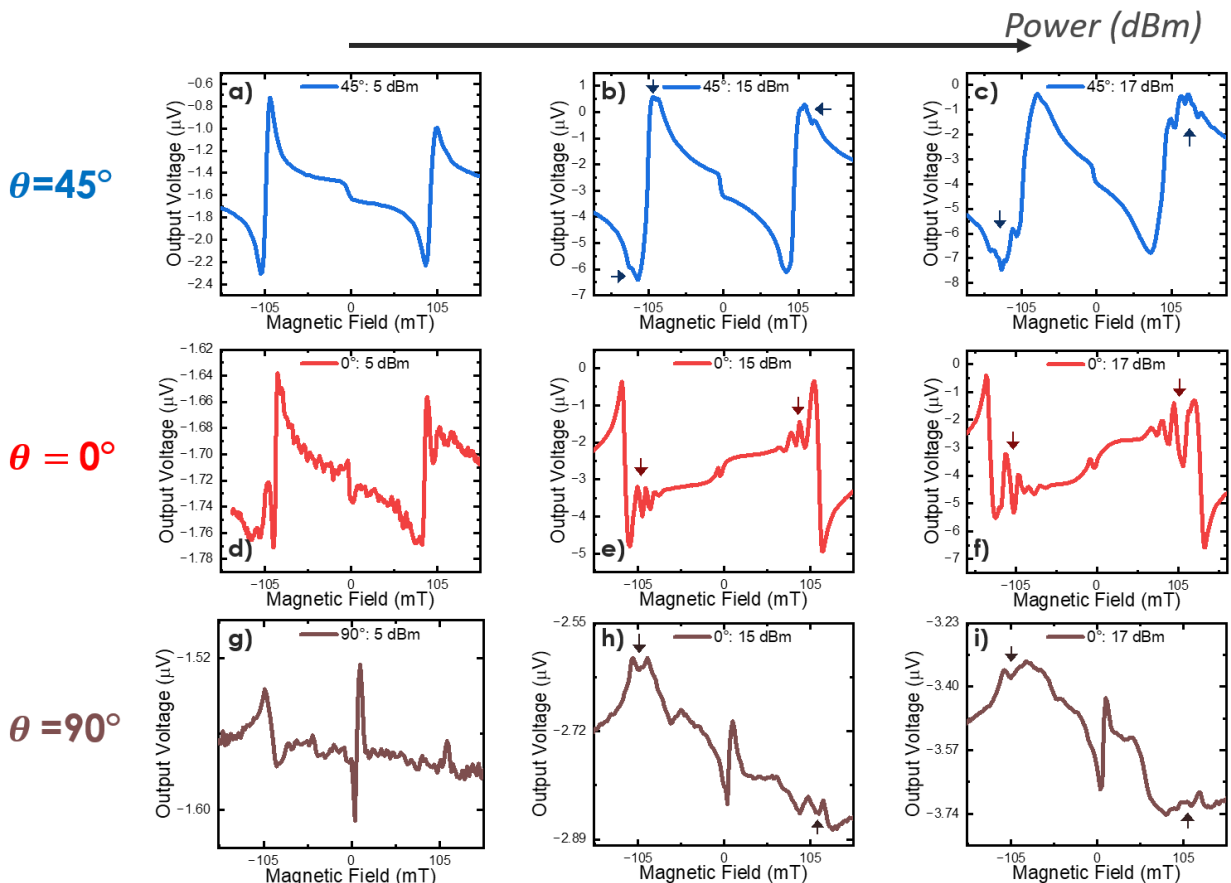 Power (dBm)
θ=45°
a)
45°: 5 dBm
Output Voltage (µV)
−0.6
−0.8
−1.0
−1.2
−1.4
−1.6
−1.8
−2.0
−2.2
−2.4
−105
0
105
Magnetic Field (mT)
b)
45°: 15 dBm
Output Voltage (µV)
1
0
−1
−2
−3
−4
−5
−6
−7
−105
0
105
Magnetic Field (mT)
c)
45°: 17 dBm
Output Voltage (µV)
0
−1
−2
−3
−4
−5
−6
−7
−8
−105
0
105
Magnetic Field (mT)
θ = 0°
d)
0°: 5 dBm
Output Voltage (µV)
−1.62
−1.64
−1.66
−1.68
−1.70
−1.72
−1.74
−1.76
−1.78
−105
0
105
Magnetic Field (mT)
e)
0°: 15 dBm
Output Voltage (µV)
0
−1
−2
−3
−4
−5
−105
0
105
Magnetic Field (mT)
f)
0°: 17 dBm
Output Voltage (µV)
0
−1
−2
−3
−4
−5
−6
−7
−105
0
105
Magnetic Field (mT)
θ =90°
g)
90°: 5 dBm
Output Voltage (µV)
−1.52
−1.60
−105
0
105
Magnetic Field (mT)
h)
0°: 15 dBm
Output Voltage (µV)
−2.55
−2.72
−2.89
−105
0
105
Magnetic Field (mT)
i)
0°: 17 dBm
Output Voltage (µV)
−3.23
−3.40
−3.57
−3.74
−105
0
105
Magnetic Field (mT)